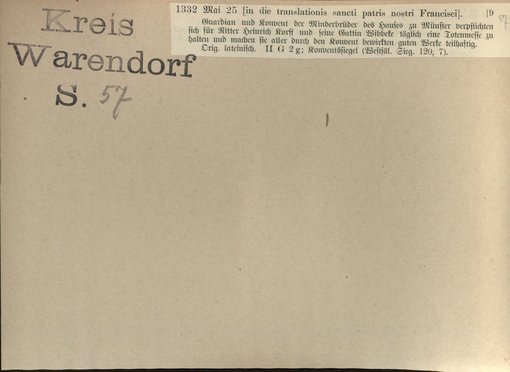 1332 Mai 25 [in die translationis sancti patris nostri Francisci]. [9
Guardian und Konvent der Minderbrüder des Hauses zu Münster verpflichten
sich für Ritter Heinrich Korff und seine Gattin Wibbeke täglich eine Totenmesse zu
halten und machen sie aller durch den Konvent bewirkten guten Werke teilhaftig.
Orig. lateinisch. II G 2 g; Konventssiegel (Westfäl. Sieg. 120, 7).
Kreis
Warendorf
S. 57